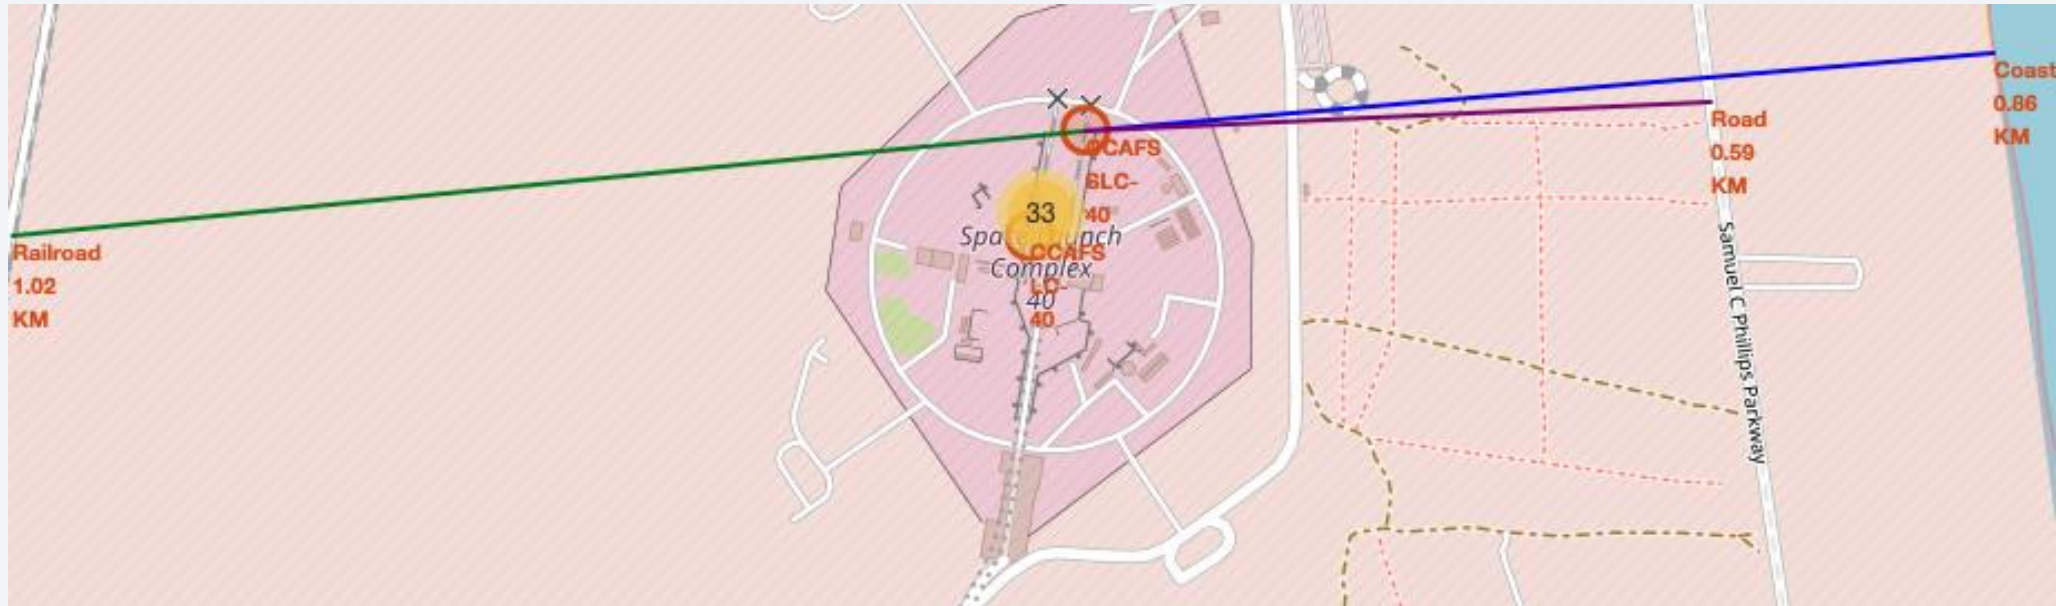 Coast
0.86
KM
Road
0.59
KM
CCAFS
SLC-
40
33
Space Launch
Complex
40
CCAFS
LC-
40
Railroad
1.02
KM
Samuel C Phillips Parkway